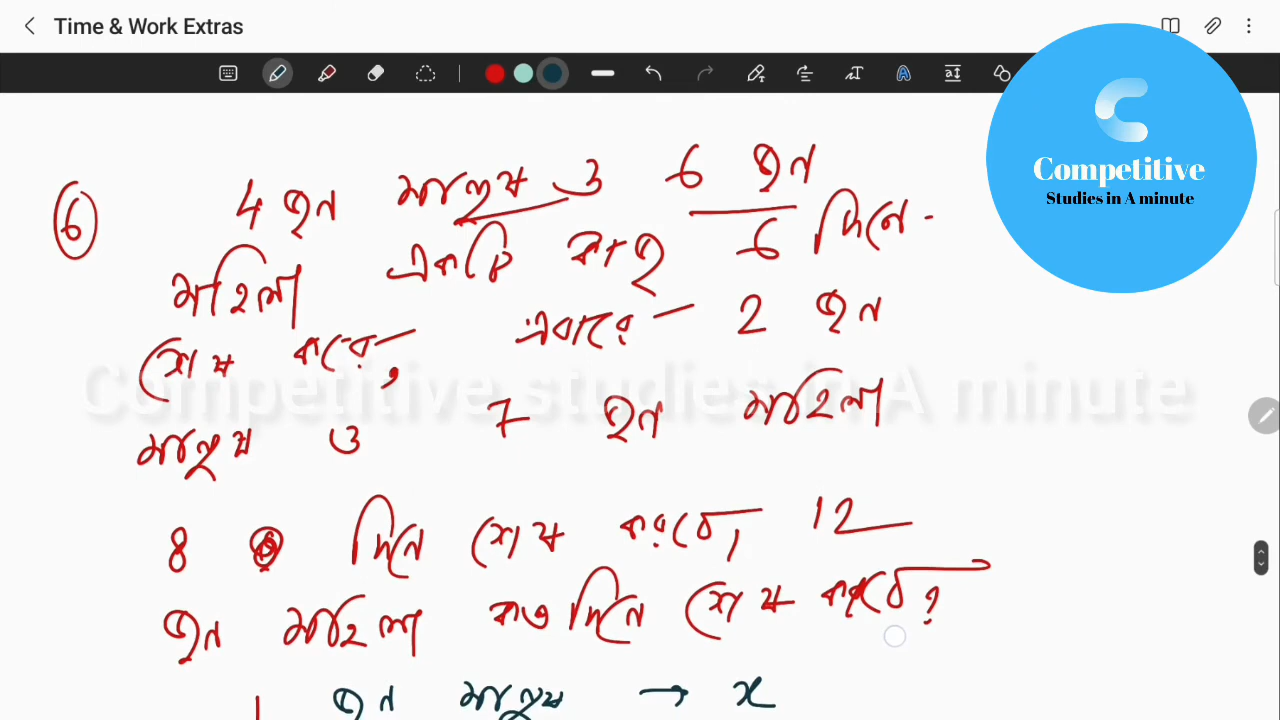 Time & Work Extras
Competitive
Studies in A minute
6 4 জন মানুষ ও 6 জন
মহিলা একটি কাজ 6 দিনে
শেষ করে, এবারে 2 জন
Competitive studies in A minute
মানুষ ও 7 জন মহিলা
8 দিনে শেষ করবে, 12
জন মহিলা কত দিনে শেষ করবে?
1 জন মানুষ → x